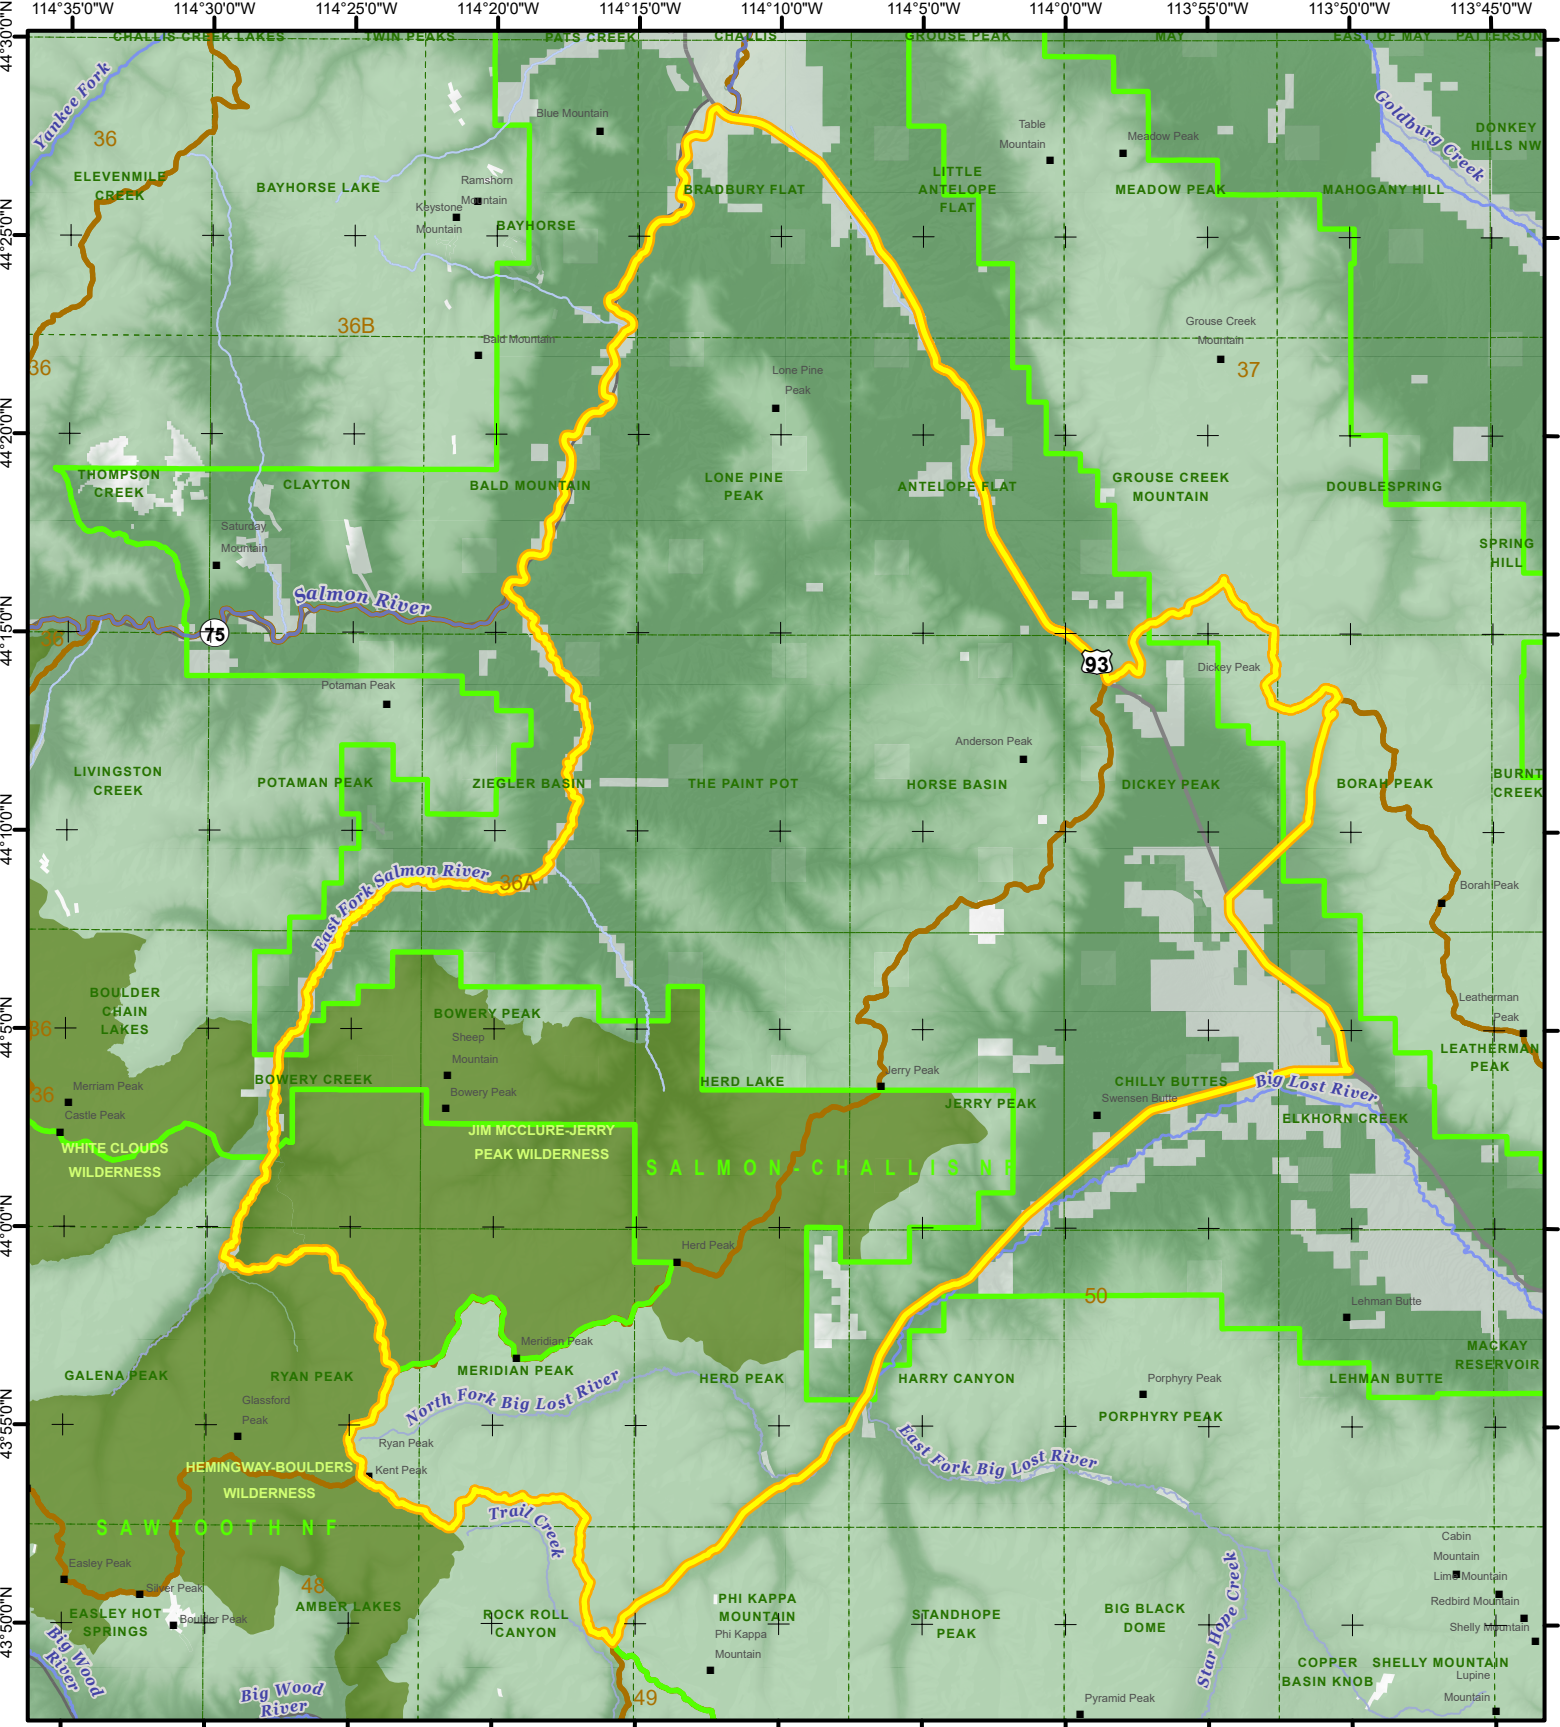 114°35'0"W 114°30'0"W 114°25'0"W 114°20'0"W 114°15'0"W 114°10'0"W 114°5'0"W 114°0'0"W 113°55'0"W 113°50'0"W 113°45'0"W
44°30'0"N
44°25'0"N
44°20'0"N
44°15'0"N
44°10'0"N
44°5'0"N
44°0'0"N
43°55'0"N
43°50'0"N
CHALLIS CREEK LAKES
TWIN PEAKS
PATS CREEK
CHALLIS
GROUSE PEAK
MAY
EAST OF MAY
PATTERSON
Yankee Fork
Goldburg Creek
Blue Mountain
Table
Mountain
Meadow Peak
DONKEY
HILLS NW
36
ELEVENMILE
CREEK
BAYHORSE LAKE
Ramshorn
Mountain
Keystone
Mountain
BAYHORSE
BRADBURY FLAT
LITTLE
ANTELOPE
FLAT
MEADOW PEAK
MAHOGANY HILL
36B
Bald Mountain
36
Lone Pine
Peak
Grouse Creek
Mountain
37
THOMPSON
CREEK
CLAYTON
BALD MOUNTAIN
LONE PINE
PEAK
ANTELOPE FLAT
GROUSE CREEK
MOUNTAIN
DOUBLESPRING
SPRING
HILL
Saturday
Mountain
Salmon River
75
36
93
Dickey Peak
Potaman Peak
Anderson Peak
LIVINGSTON
CREEK
POTAMAN PEAK
ZIEGLER BASIN
THE PAINT POT
HORSE BASIN
DICKEY PEAK
BORAH PEAK
BURNT
CREEK
East Fork Salmon River
36A
Borah Peak
BOULDER
CHAIN
LAKES
BOWERY PEAK
Sheep
Mountain
Leatherman
Peak
36
LEATHERMAN
PEAK
BOWERY CREEK
HERD LAKE
Jerry Peak
JERRY PEAK
CHILLY BUTTES
Big Lost River
ELKHORN CREEK
Swensen Butte
36
Merriam Peak
Castle Peak
Bowery Peak
WHITE CLOUDS
WILDERNESS
JIM MCCLURE-JERRY
PEAK WILDERNESS
SALMON-CHALLIS NF
Herd Peak
50
Lehman Butte
Meridian Peak
MACKAY
RESERVOIR
GALENA PEAK
RYAN PEAK
MERIDIAN PEAK
HERD PEAK
HARRY CANYON
LEHMAN BUTTE
North Fork Big Lost River
Porphyry Peak
PORPHYRY PEAK
Glassford
Peak
Ryan Peak
Kent Peak
East Fork Big Lost River
HEMINGWAY-BOULDERS
WILDERNESS
Trail Creek
SAWTOOTH NF
Cabin
Mountain
Lime Mountain
Redbird Mountain
Shelly Mountain
Easley Peak
Silver Peak
Boulder Peak
48
AMBER LAKES
EASLEY HOT
SPRINGS
ROCK ROLL
CANYON
PHI KAPPA
MOUNTAIN
Phi Kappa
Mountain
STANDHOPE
PEAK
BIG BLACK
DOME
Star Hope Creek
COPPER
BASIN KNOB
SHELLY MOUNTAIN
Lupine
Mountain
Big Wood
River
Big Wood
River
49
Pyramid Peak